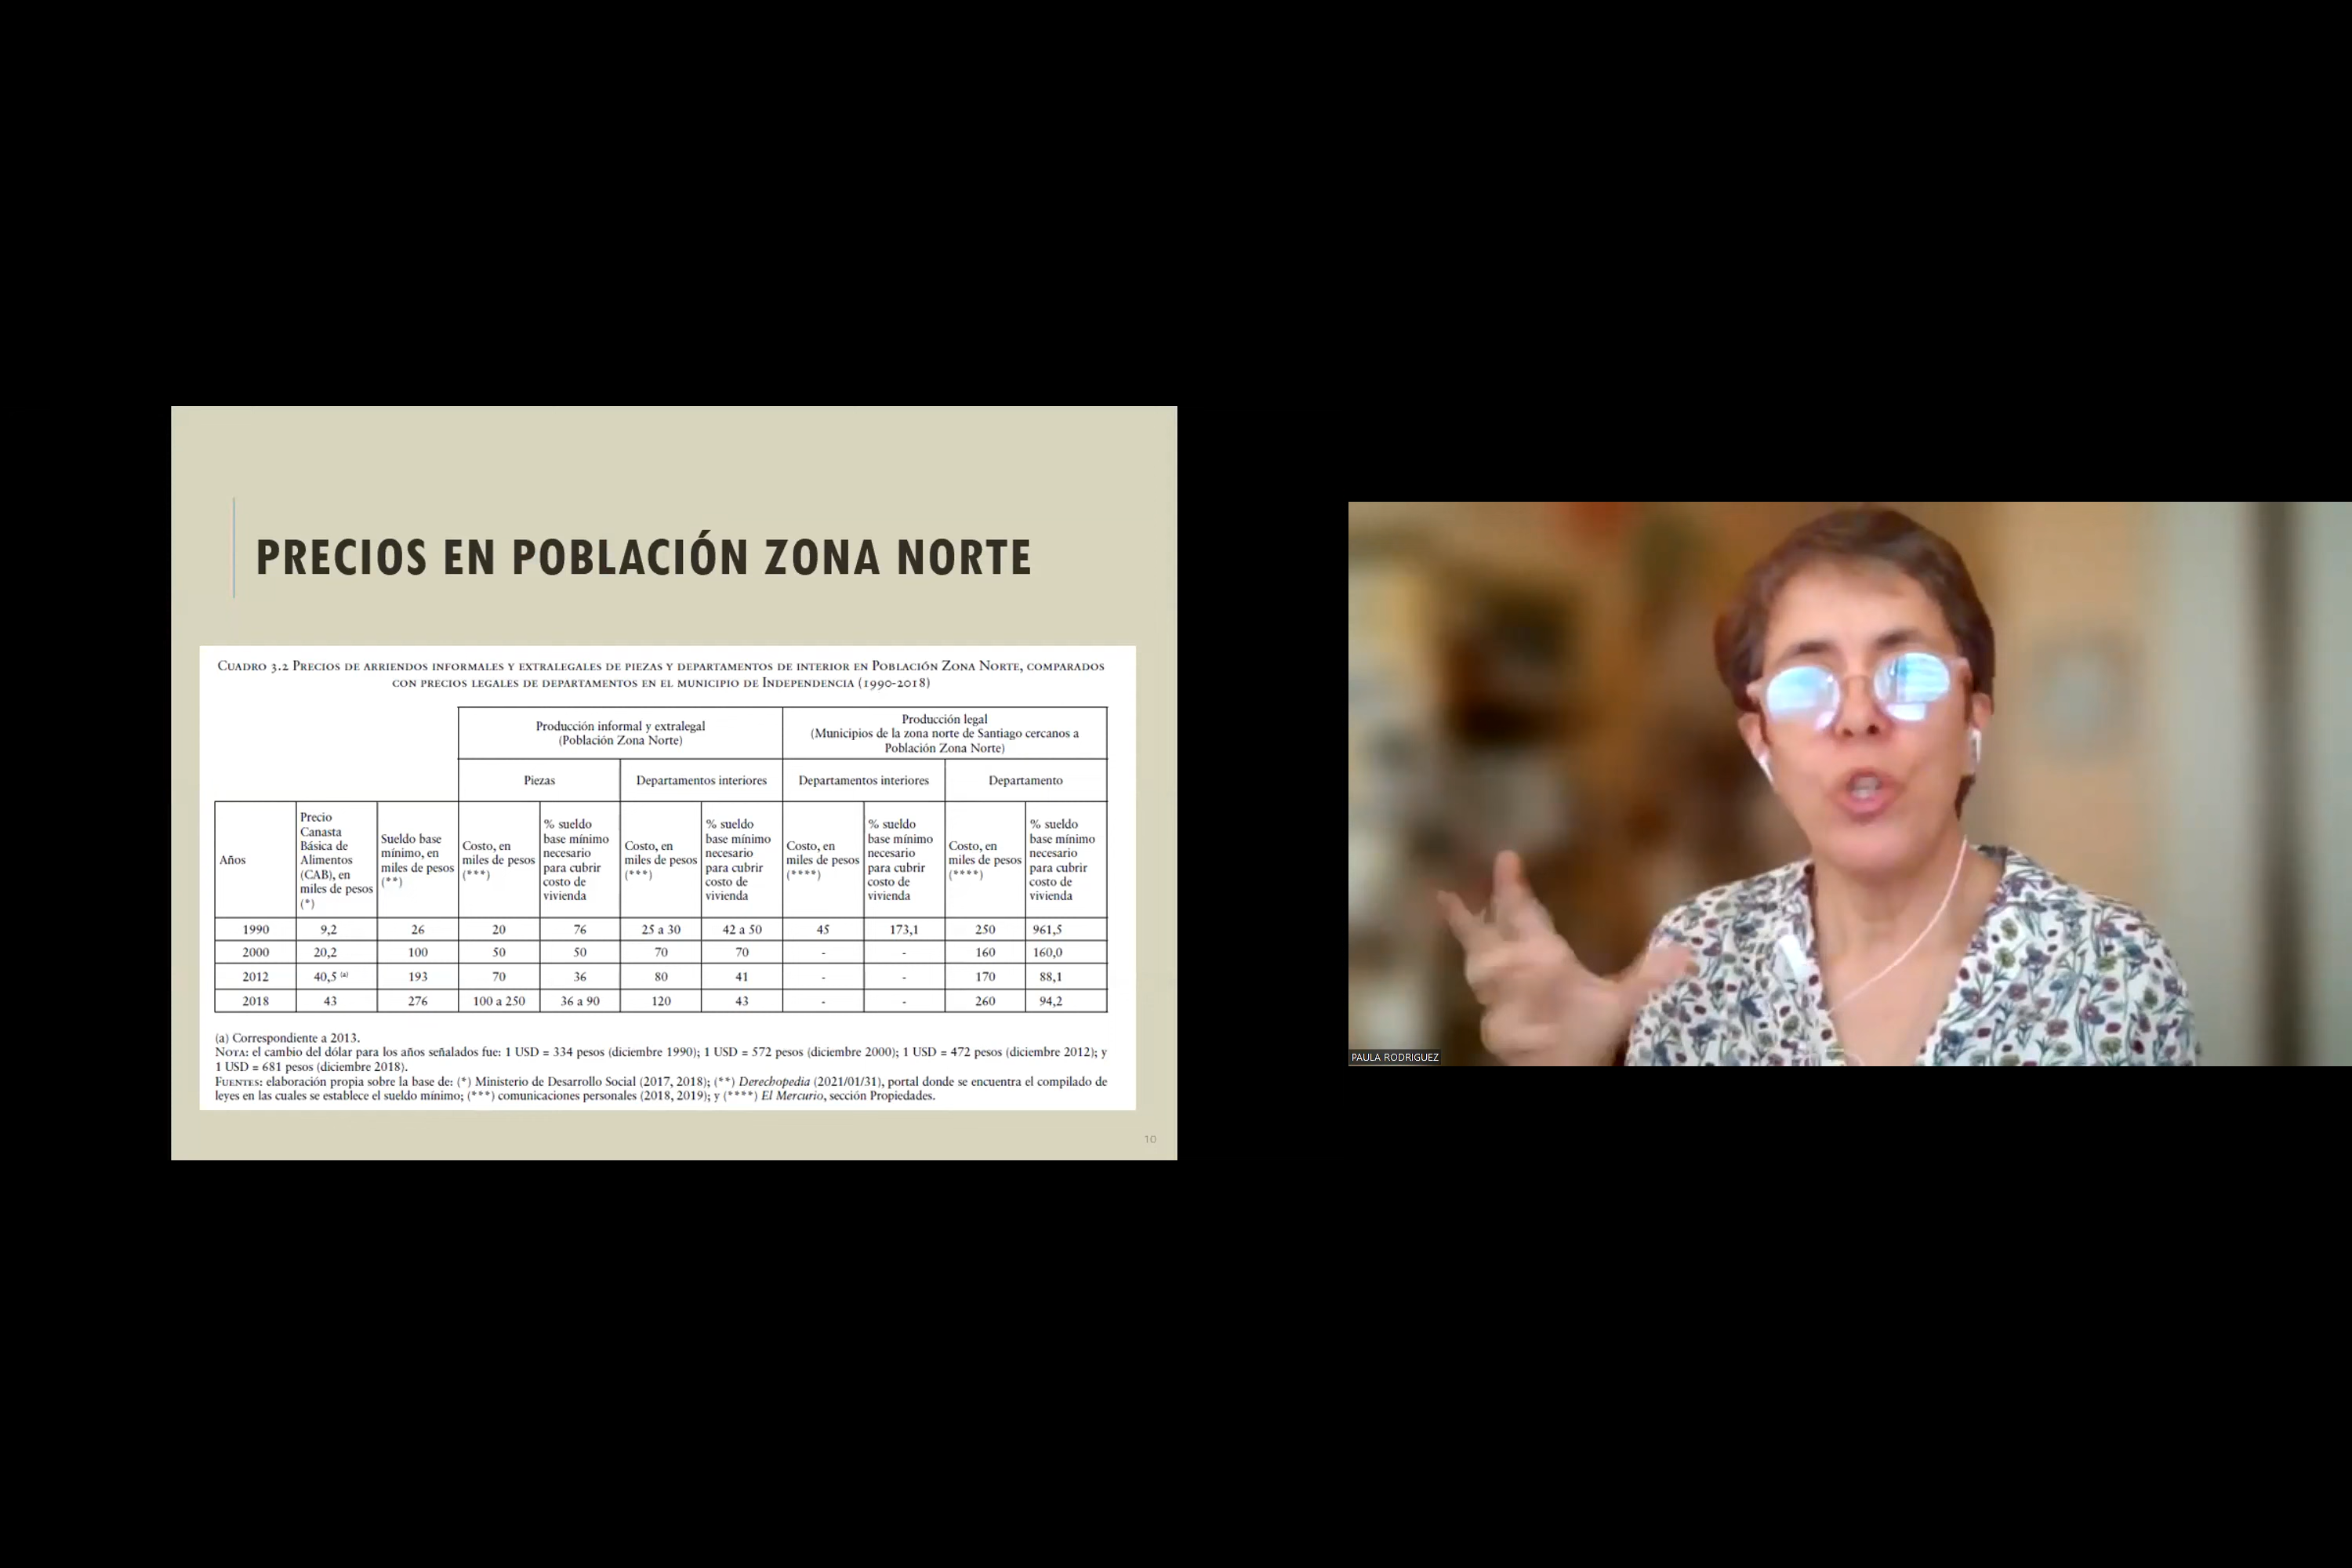 PRECIOS EN POBLACIÓN ZONA NORTE
CUADRO 3.2 PRECIOS DE ARRIENDOS INFORMALES Y EXTRALEGALES DE PIEZAS Y DEPARTAMENTOS DE INTERIOR EN POBLACIÓN ZONA NORTE, COMPARADOS
CON PRECIOS LEGALES DE DEPARTAMENTOS EN EL MUNICIPIO DE INDEPENDENCIA (1990-2018)
Producción informal y extralegal
(Población Zona Norte)
Producción legal
(Municipios de la zona norte de Santiago cercanos a
Población Zona Norte)
Piezas
Departamentos interiores
Departamentos interiores
Departamento
Años
Precio
Canasta
Básica de
Alimentos
(CAB), en
miles de pesos
(*)
Sueldo base
mínimo, en
miles de pesos
(**)
Costo, en
miles de pesos
(***)
% sueldo
base mínimo
necesario
para cubrir
costo de
vivienda
Costo, en
miles de pesos
(***)
% sueldo
base mínimo
necesario
para cubrir
costo de
vivienda
Costo, en
miles de pesos
(****)
% sueldo
base mínimo
necesario
para cubrir
costo de
vivienda
Costo, en
miles de pesos
(****)
% sueldo
base mínimo
necesario
para cubrir
costo de
vivienda
1990 9,2 26 20 76 25 a 30 42 a 50 45 173,1 250 961,5
2000 20,2 100 50 50 70 70 - - 160 160,0
2012 40,5 (a) 193 70 36 80 41 - - 170 88,1
2018 43 276 100 a 250 36 a 90 120 43 - - 260 94,2
(a) Correspondiente a 2013.
NOTA: el cambio del dólar para los años señalados fue: 1 USD = 334 pesos (diciembre 1990); 1 USD = 572 pesos (diciembre 2000); 1 USD = 472 pesos (diciembre 2012); y
1 USD = 681 pesos (diciembre 2018).
FUENTES: elaboración propia sobre la base de: (*) Ministerio de Desarrollo Social (2017, 2018); (**) Derechopedia (2021/01/31), portal donde se encuentra el compilado de
leyes en las cuales se establece el sueldo mínimo; (***) comunicaciones personales (2018, 2019); y (****) El Mercurio, sección Propiedades.
10
PAULA RODRIGUEZ